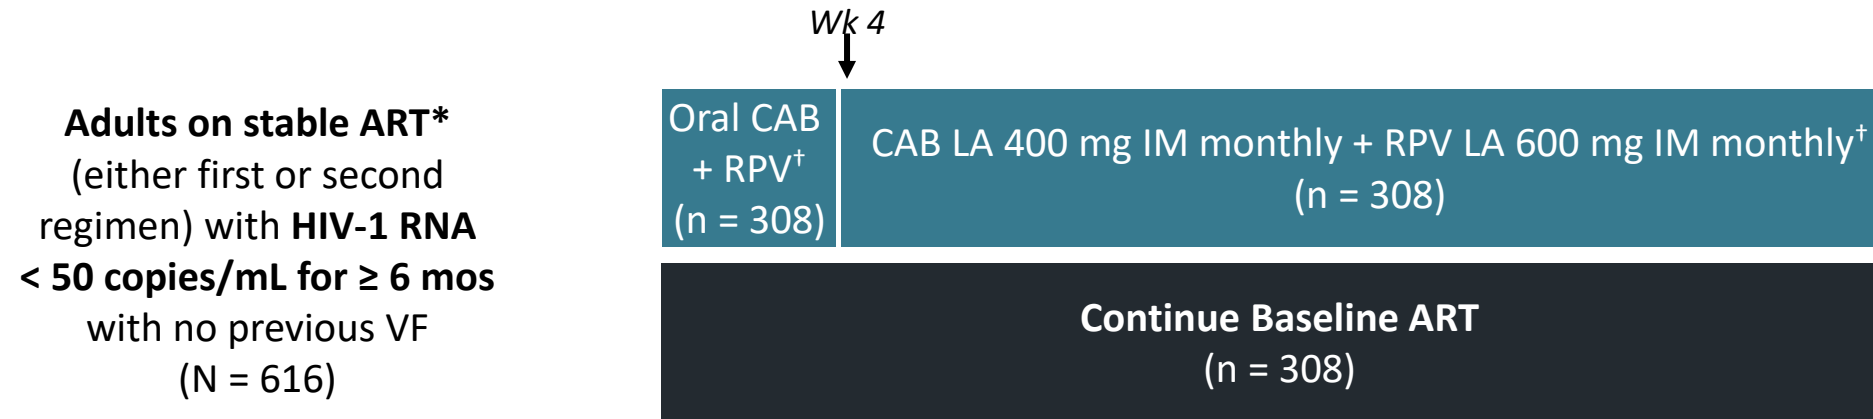 Wk 4
Adults on stable ART*
(either first or second
regimen) with HIV-1 RNA
< 50 copies/mL for ≥ 6 mos
with no previous VF
(N = 616)
Oral CAB
+ RPV†
(n = 308)
CAB LA 400 mg IM monthly + RPV LA 600 mg IM monthly†
(n = 308)
Continue Baseline ART
(n = 308)